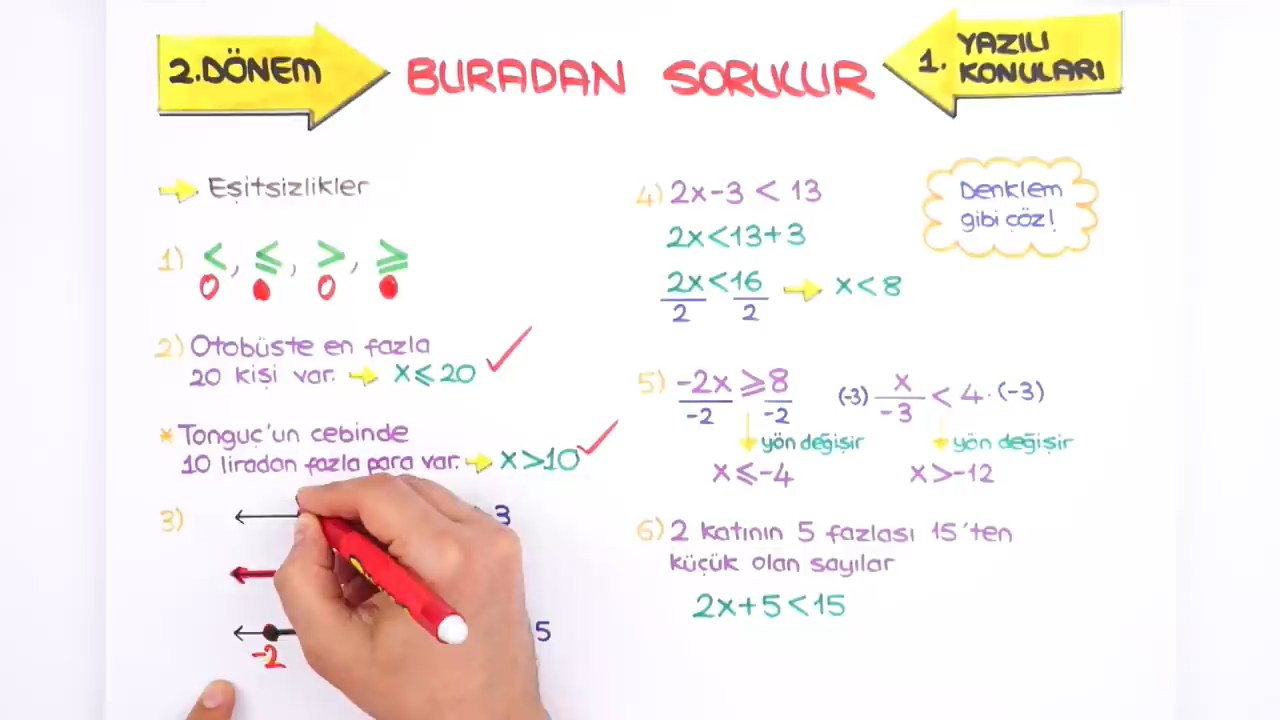 2.DÖNEM
BURADAN SORULUR
1. YAZILI
KONULARI
Eşitsizlikler
1) <, ≤, >, ≥
2) Otobüste en fazla
20 kişi var. → x≤20
* Tonguç'un cebinde
10 liradan fazla para var. → x>10
3)
3
5
-2
4) 2x-3 < 13
2x<13+3
2x<16 → x<8
2 2
Denklem
gibi çöz!
5) -2x ≥ 8
-2 -2
yön değişir
x≤-4
(-3) x/-3 < 4·(-3)
yön değişir
x>-12
6) 2 katının 5 fazlası 15'ten
küçük olan sayılar
2x+5<15